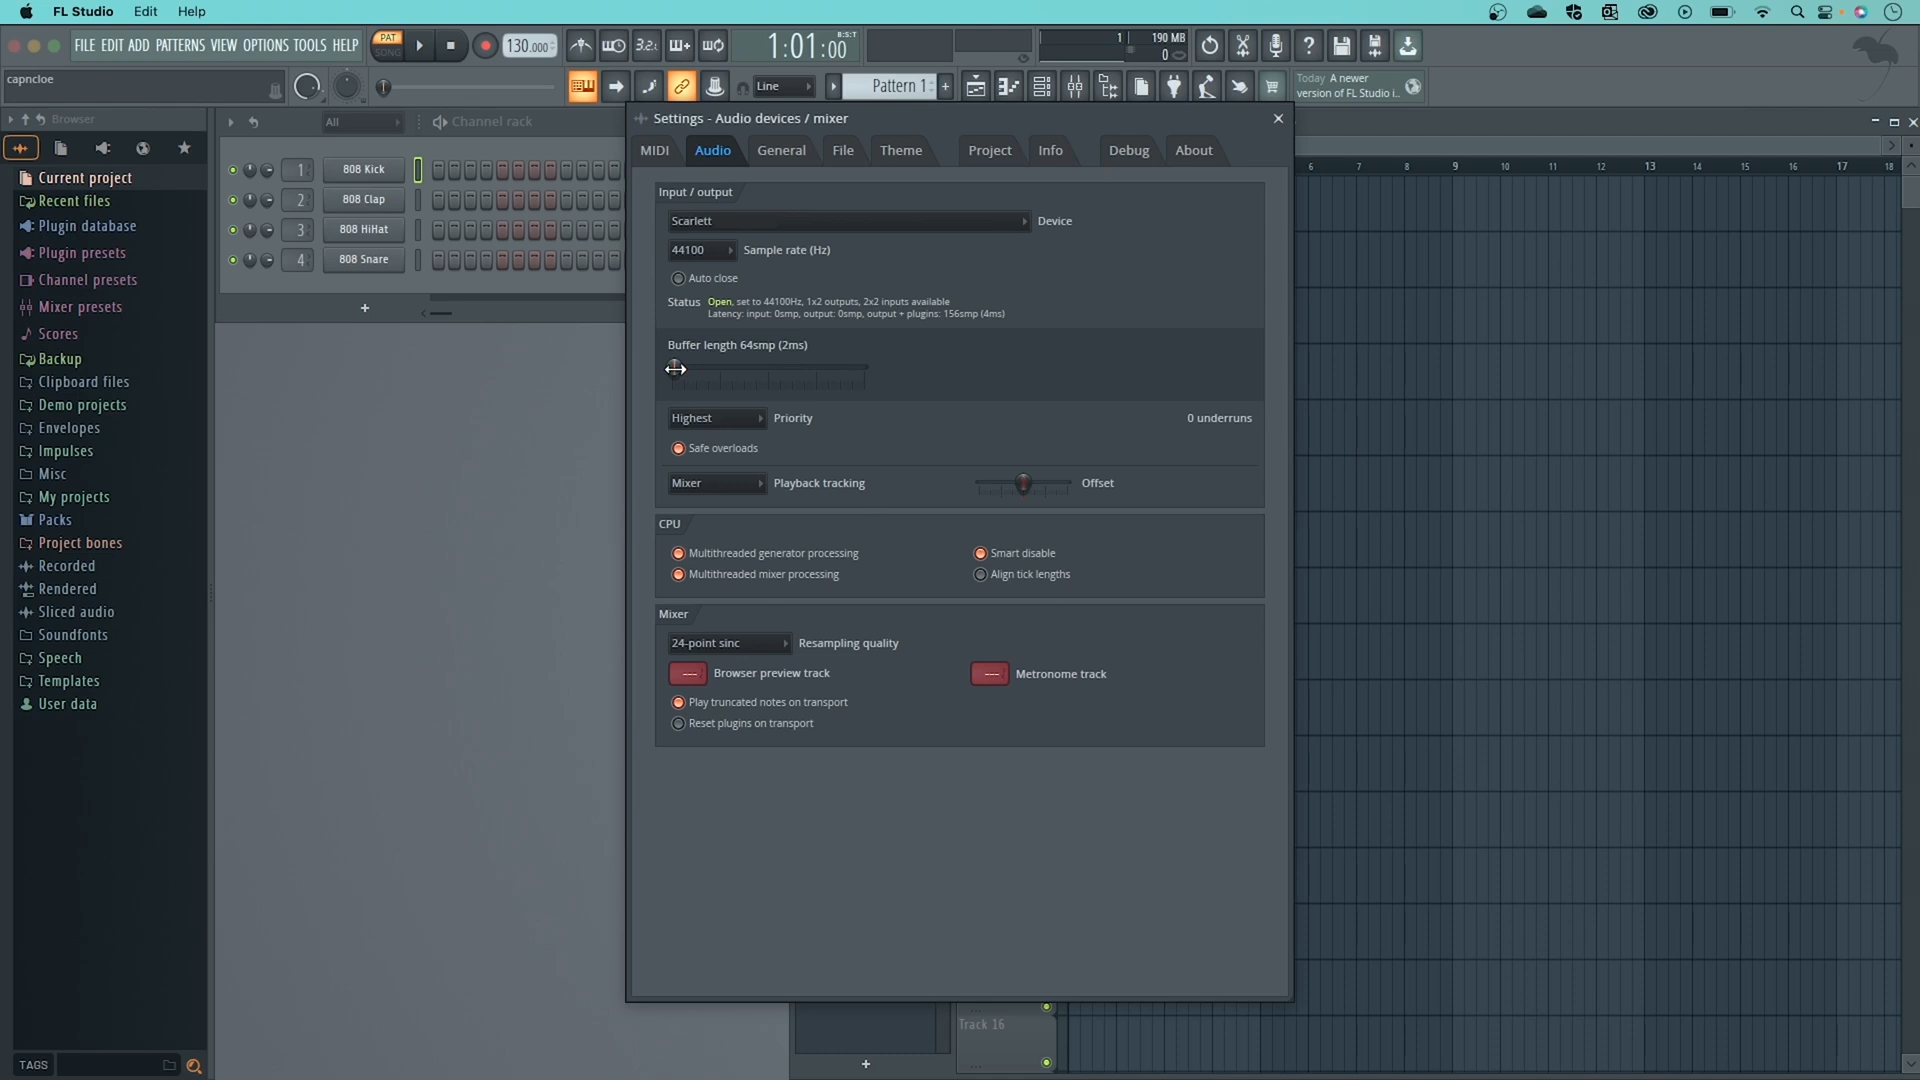 FL Studio Edit Help
FILE EDIT ADD PATTERNS VIEW OPTIONS TOOLS HELP
PAT
SONG
130.000
3.2.
1:01:00
B:S:T
1
190 MB
0
capncloe
Line
Pattern 1
+
Today A newer
version of FL Studio i..
Browser
All
Channel rack
Current project
Recent files
Plugin database
Plugin presets
Channel presets
Mixer presets
Scores
Backup
Clipboard files
Demo projects
Envelopes
Impulses
Misc
My projects
Packs
Project bones
Recorded
Rendered
Sliced audio
Soundfonts
Speech
Templates
User data
TAGS
1 808 Kick
2 808 Clap
3 808 HiHat
4 808 Snare
+
Settings - Audio devices / mixer
MIDI Audio General File Theme Project Info Debug About
Input / output
Scarlett Device
44100 Sample rate (Hz)
Auto close
Status Open, set to 44100Hz, 1x2 outputs, 2x2 inputs available
Latency: input: 0smp, output: 0smp, output + plugins: 156smp (4ms)
Buffer length 64smp (2ms)
Highest Priority 0 underruns
Safe overloads
Mixer Playback tracking Offset
CPU
Multithreaded generator processing Smart disable
Multithreaded mixer processing Align tick lengths
Mixer
24-point sinc Resampling quality
--- Browser preview track --- Metronome track
Play truncated notes on transport
Reset plugins on transport
6 7 8 9 10 11 12 13 14 15 16 17 18
Track 16
...
+